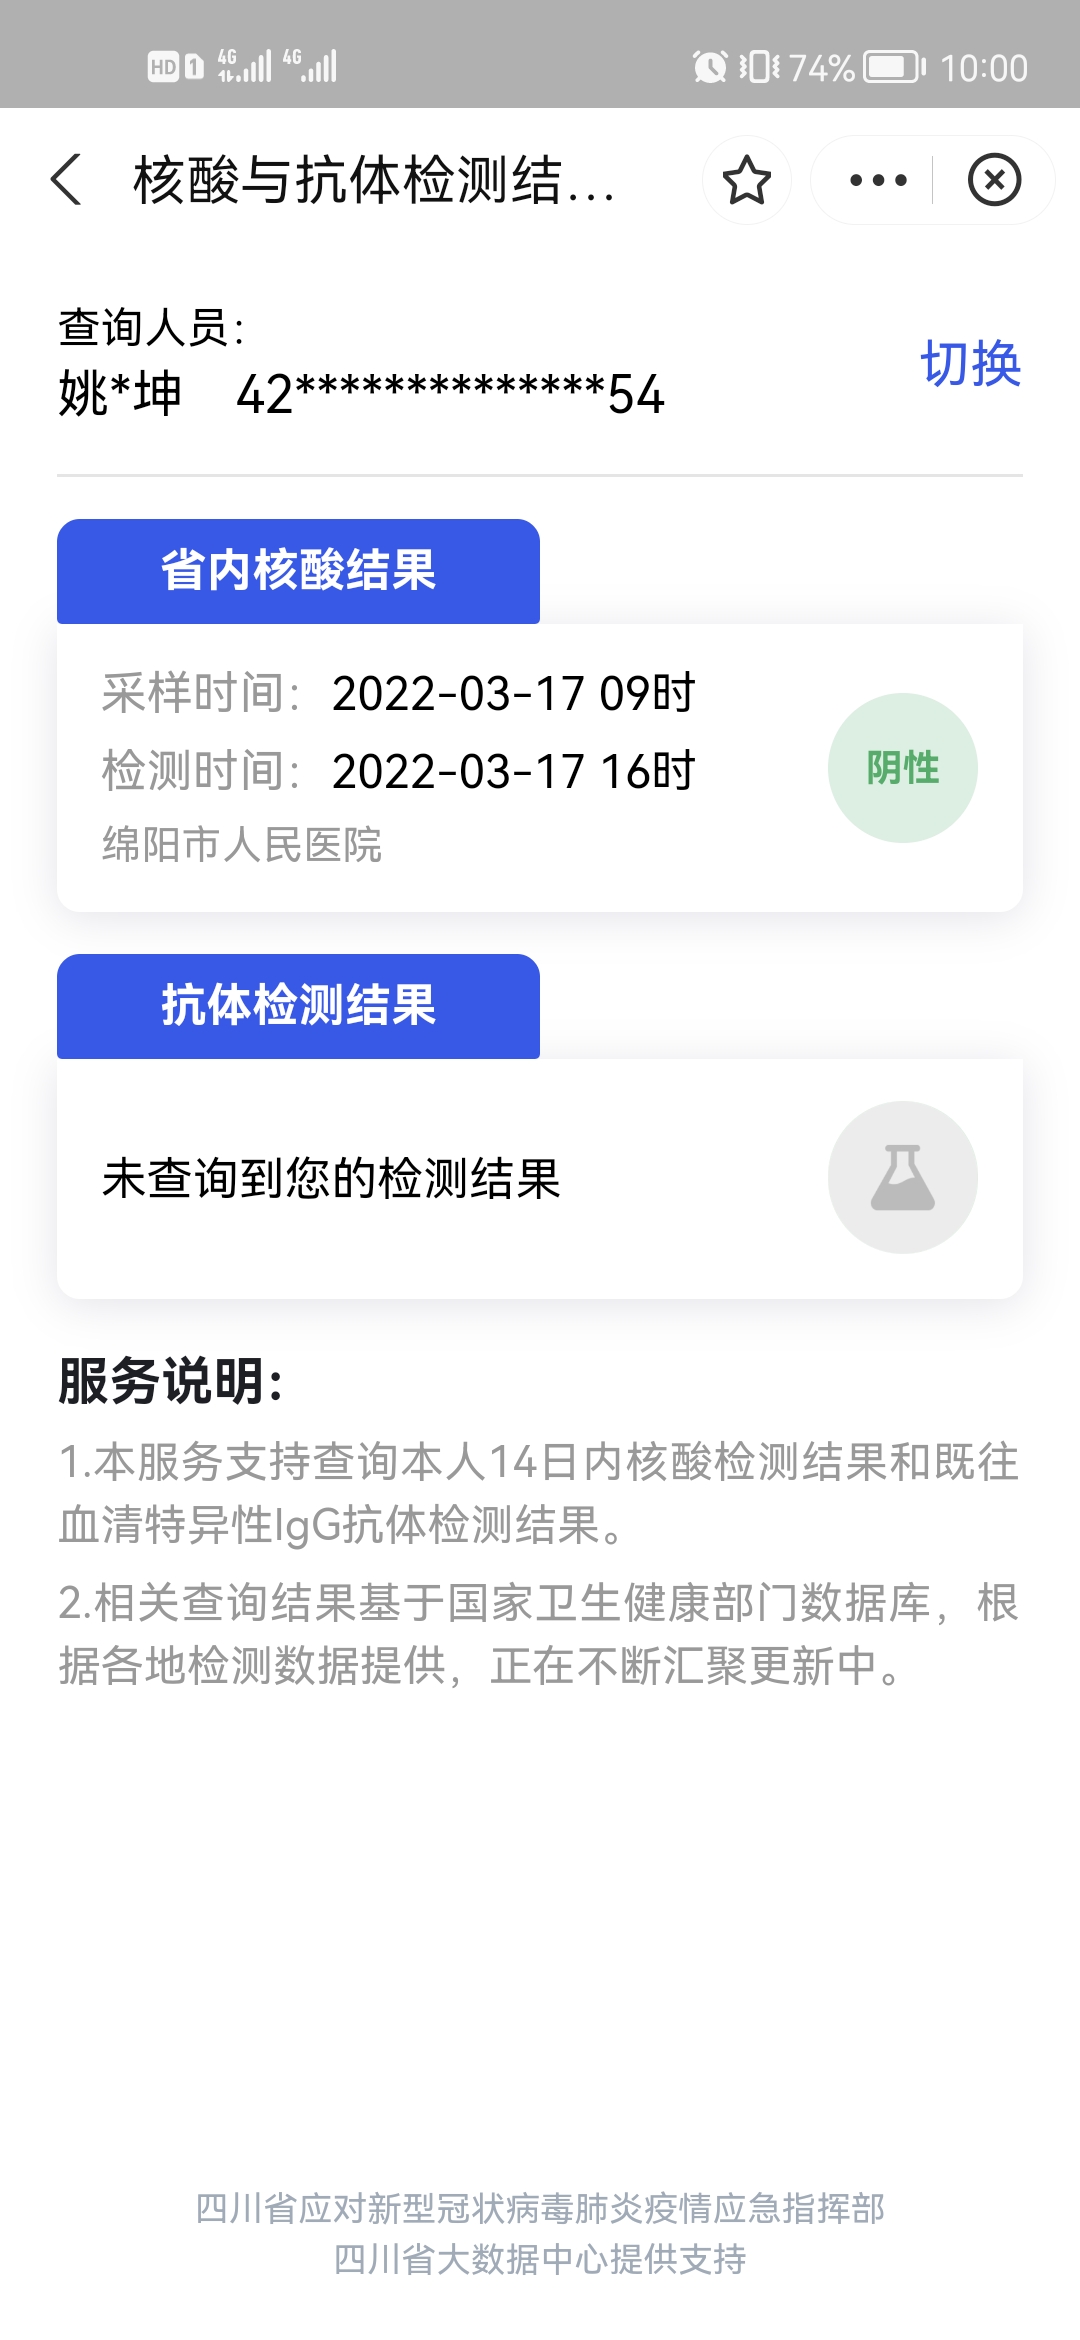 HD 1 4G 4G 74% 10:00
核酸与抗体检测结...
查询人员:
姚*坤 42**************54
切换
省内核酸结果
采样时间: 2022-03-17 09时
检测时间: 2022-03-17 16时
绵阳市人民医院
阴性
抗体检测结果
未查询到您的检测结果
服务说明:
1.本服务支持查询本人14日内核酸检测结果和既往
血清特异性IgG抗体检测结果。
2.相关查询结果基于国家卫生健康部门数据库，根
据各地检测数据提供，正在不断汇聚更新中。
四川省应对新型冠状病毒肺炎疫情应急指挥部
四川省大数据中心提供支持